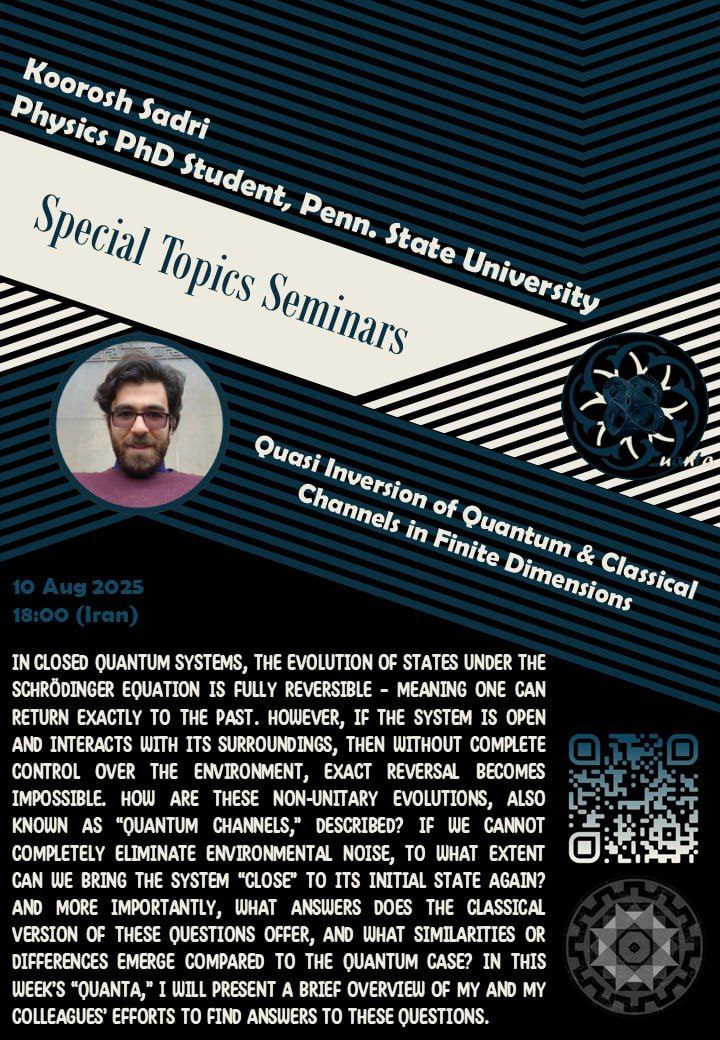 Koorosh Sadri
Physics PhD Student, Penn. State University
Special Topics Seminars
Quasi Inversion of Quantum & Classical
Channels in Finite Dimensions
10 Aug 2025
18:00 (Iran)
IN CLOSED QUANTUM SYSTEMS, THE EVOLUTION OF STATES UNDER THE
SCHRÖDINGER EQUATION IS FULLY REVERSIBLE - MEANING ONE CAN
RETURN EXACTLY TO THE PAST. HOWEVER, IF THE SYSTEM IS OPEN
AND INTERACTS WITH ITS SURROUNDINGS, THEN WITHOUT COMPLETE
CONTROL OVER THE ENVIRONMENT, EXACT REVERSAL BECOMES
IMPOSSIBLE. HOW ARE THESE NON-UNITARY EVOLUTIONS, ALSO
KNOWN AS “QUANTUM CHANNELS,” DESCRIBED? IF WE CANNOT
COMPLETELY ELIMINATE ENVIRONMENTAL NOISE, TO WHAT EXTENT
CAN WE BRING THE SYSTEM “CLOSE” TO ITS INITIAL STATE AGAIN?
AND MORE IMPORTANTLY, WHAT ANSWERS DOES THE CLASSICAL
VERSION OF THESE QUESTIONS OFFER, AND WHAT SIMILARITIES OR
DIFFERENCES EMERGE COMPARED TO THE QUANTUM CASE? IN THIS
WEEK’S “QUANTA,” I WILL PRESENT A BRIEF OVERVIEW OF MY AND MY
COLLEAGUES’ EFFORTS TO FIND ANSWERS TO THESE QUESTIONS.